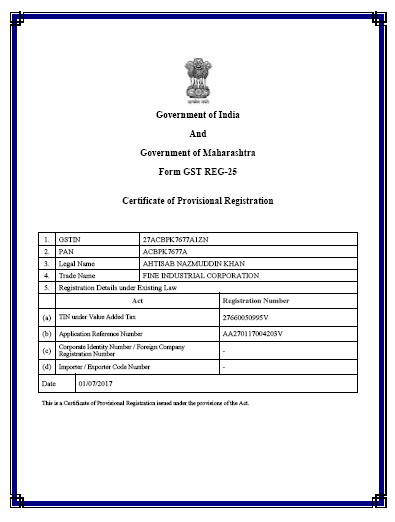 Government of India
And
Government of Maharashtra
Form GST REG-25
Certificate of Provisional Registration
1. GSTIN 27ACBPK7677A1ZN
2. PAN ACBPK7677A
3. Legal Name AHTISAB NAZMUDDIN KHAN
4. Trade Name FINE INDUSTRIAL CORPORATION
5. Registration Details under Existing Law
Act Registration Number
(a) TIN under Value Added Tax 27660050995V
(b) Application Reference Number AA270117004203V
(c) Corporate Identity Number / Foreign Company
Registration Number -
(d) Importer / Exporter Code Number -
Date 01/07/2017
This is a Certificate of Provisional Registration issued under the provisions of the Act.